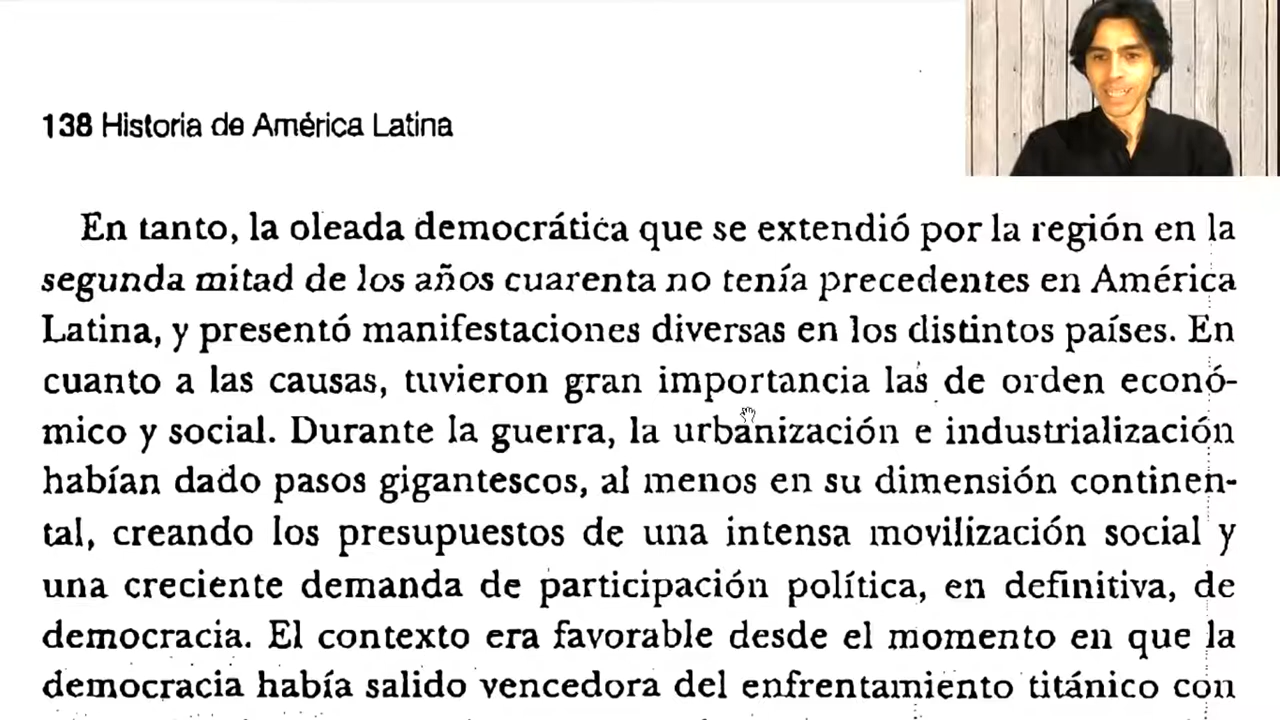 138 Historia de América Latina
En tanto, la oleada democrática que se extendió por la región en la
segunda mitad de los años cuarenta no tenía precedentes en América
Latina, y presentó manifestaciones diversas en los distintos países. En
cuanto a las causas, tuvieron gran importancia las de orden econó-
mico y social. Durante la guerra, la urbanización e industrialización
habían dado pasos gigantescos, al menos en su dimensión continen-
tal, creando los presupuestos de una intensa movilización social y
una creciente demanda de participación política, en definitiva, de
democracia. El contexto era favorable desde el momento en que la
democracia había salido vencedora del enfrentamiento titánico con